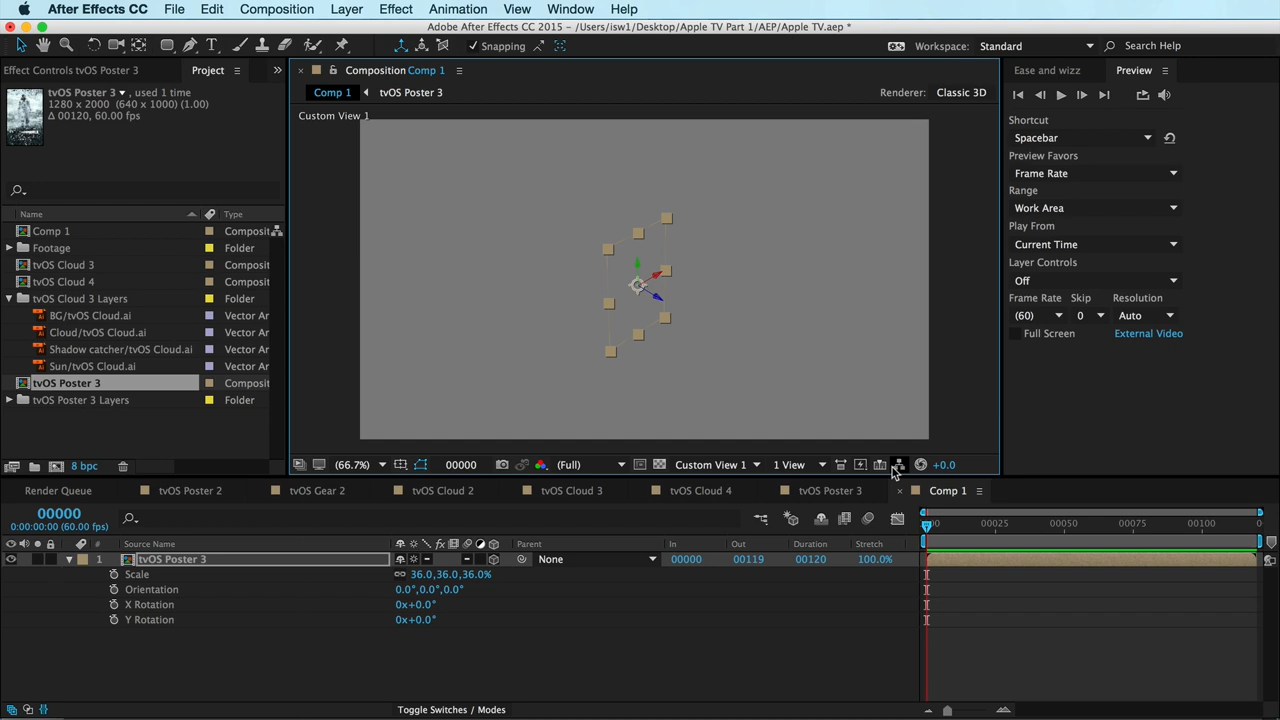 After Effects CC File Edit Composition Layer Effect Animation View Window Help
Adobe After Effects CC 2015 - /Users/isw1/Desktop/Apple TV Part 1/AEP/Apple TV.aep *
Snapping Workspace: Standard Search Help
Effect Controls tvOS Poster 3 Project
tvOS Poster 3 , used 1 time
1280 x 2000 (640 x 1000) (1.00)
Δ 00120, 60.00 fps
Name Type
Comp 1 Composit
Footage Folder
tvOS Cloud 3 Composit
tvOS Cloud 4 Composit
tvOS Cloud 3 Layers Folder
BG/tvOS Cloud.ai Vector Ar
Cloud/tvOS Cloud.ai Vector Ar
Shadow catcher/tvOS Cloud.ai Vector Ar
Sun/tvOS Cloud.ai Vector Ar
tvOS Poster 3 Composit
tvOS Poster 3 Layers Folder
8 bpc
Composition Comp 1
Comp 1 tvOS Poster 3 Renderer: Classic 3D
Custom View 1
(66.7%) 00000 (Full) Custom View 1 1 View +0.0
Ease and wizz Preview
Shortcut
Spacebar
Preview Favors
Frame Rate
Range
Work Area
Play From
Current Time
Layer Controls
Off
Frame Rate Skip Resolution
(60) 0 Auto
Full Screen External Video
Render Queue tvOS Poster 2 tvOS Gear 2 tvOS Cloud 2 tvOS Cloud 3 tvOS Cloud 4 tvOS Poster 3 Comp 1
00000
0:00:00:00 (60.00 fps)
00 00025 00050 00075 00100 0
# Source Name Parent In Out Duration Stretch
1 tvOS Poster 3 None 00000 00119 00120 100.0%
Scale 36.0,36.0,36.0%
Orientation 0.0°,0.0°,0.0°
X Rotation 0x+0.0°
Y Rotation 0x+0.0°
Toggle Switches / Modes